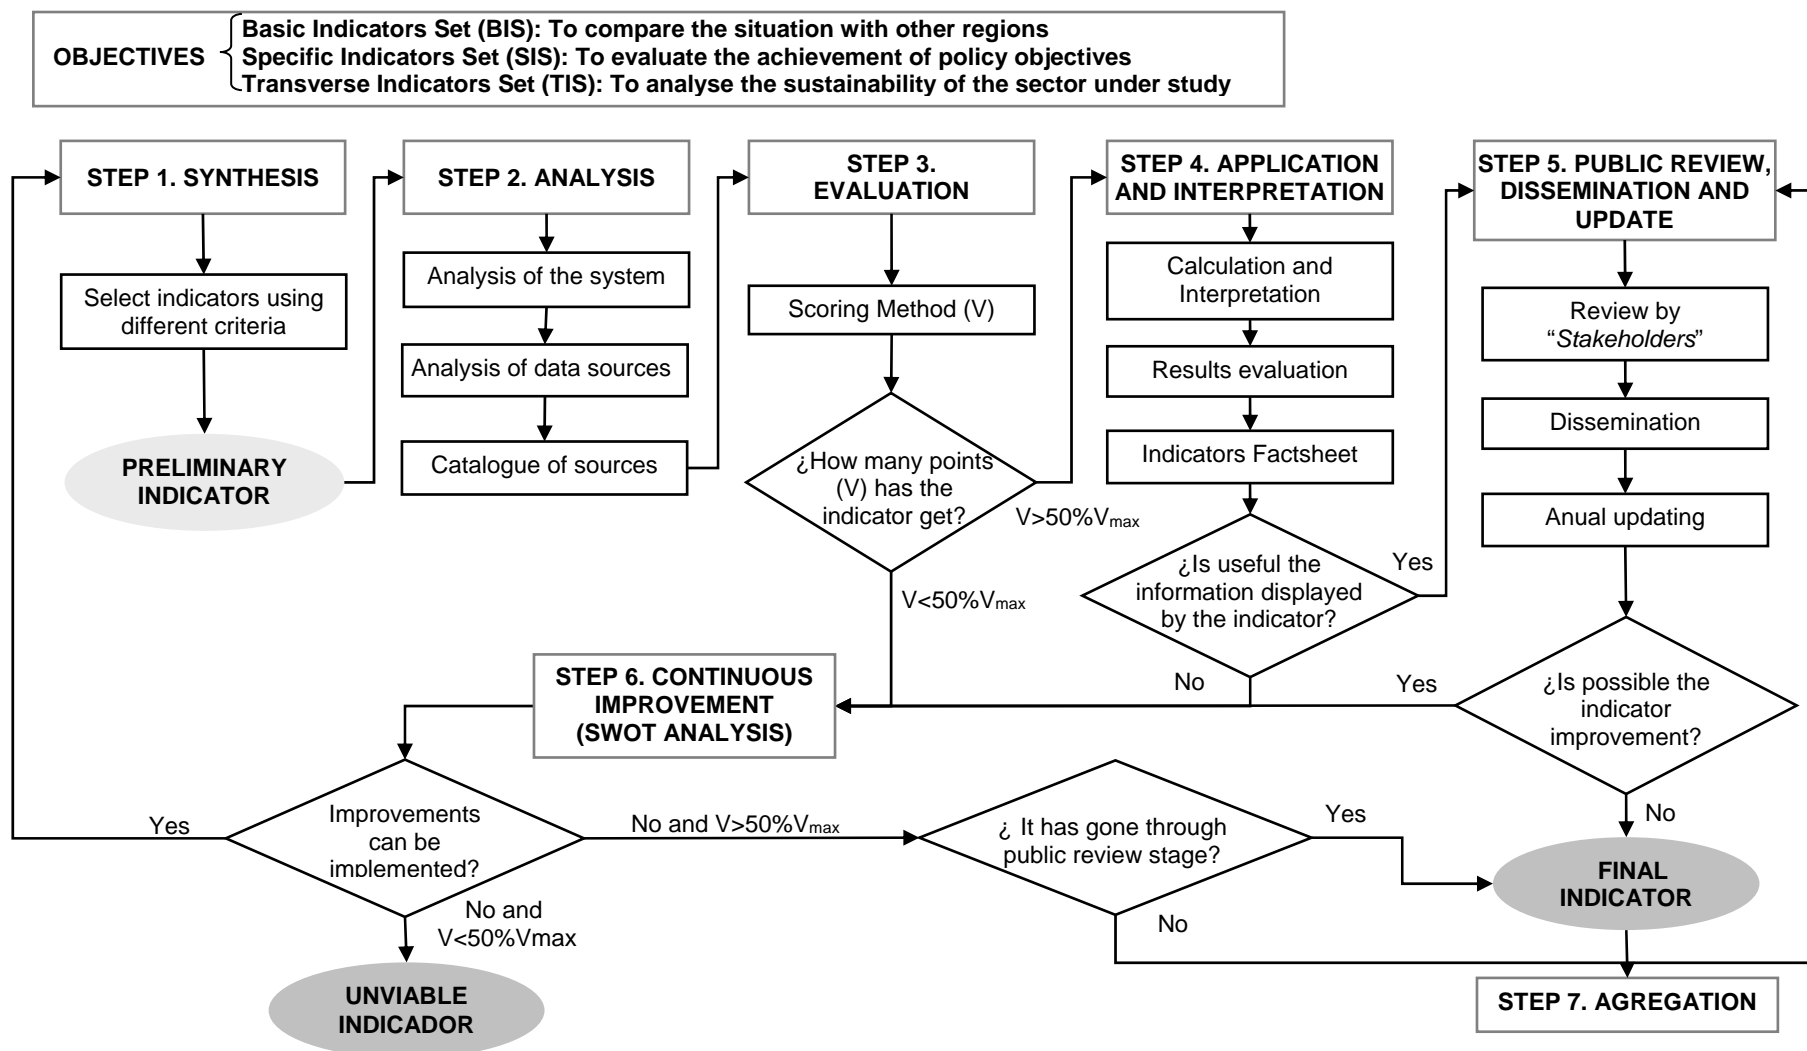 OBJECTIVES
Basic Indicators Set (BIS): To compare the situation with other regions
Specific Indicators Set (SIS): To evaluate the achievement of policy objectives
Transverse Indicators Set (TIS): To analyse the sustainability of the sector under study
STEP 1. SYNTHESIS
Select indicators using
different criteria
PRELIMINARY
INDICATOR
STEP 2. ANALYSIS
Analysis of the system
Analysis of data sources
Catalogue of sources
STEP 3.
EVALUATION
Scoring Method (V)
¿How many points
(V) has the
indicator get?
V>50%Vmax
V<50%Vmax
STEP 4. APPLICATION
AND INTERPRETATION
Calculation and
Interpretation
Results evaluation
Indicators Factsheet
¿Is useful the
information displayed
by the indicator?
Yes
No
STEP 5. PUBLIC REVIEW,
DISSEMINATION AND
UPDATE
Review by
“Stakeholders”
Dissemination
Anual updating
¿Is possible the
indicator
improvement?
Yes
No
STEP 6. CONTINUOUS
IMPROVEMENT
(SWOT ANALYSIS)
Improvements
can be
implemented?
Yes
No and V>50%Vmax
No and
V<50%Vmax
UNVIABLE
INDICADOR
¿ It has gone through
public review stage?
Yes
No
FINAL
INDICATOR
STEP 7. AGREGATION